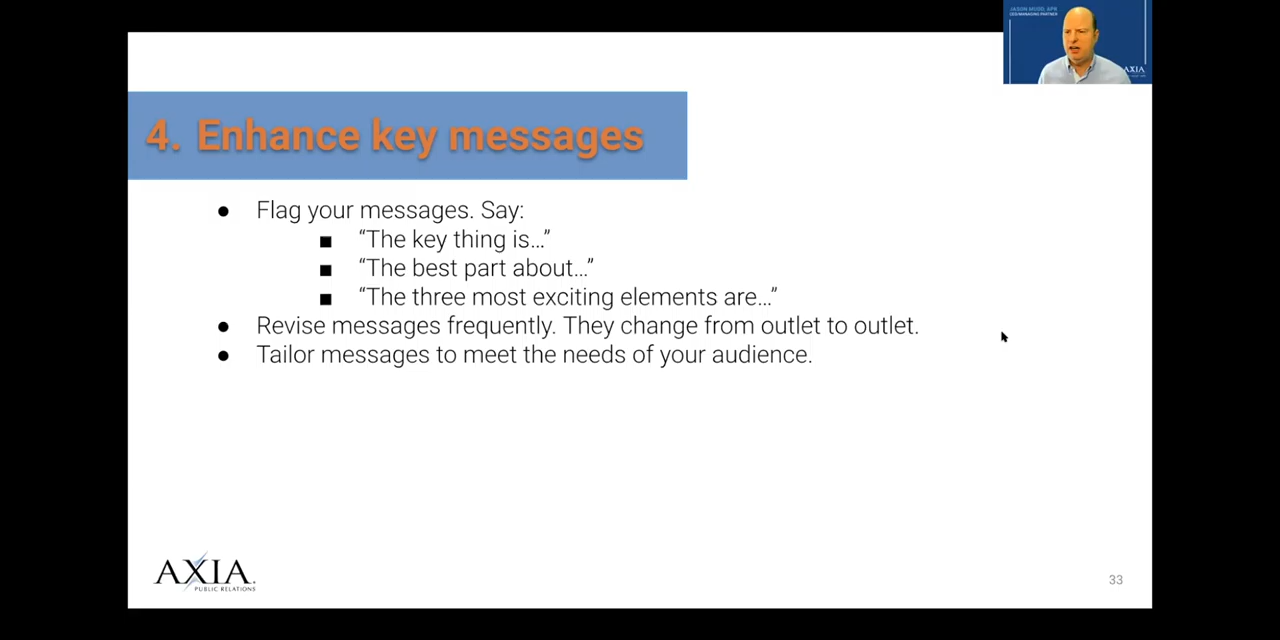 JASON MUDD, APR
CEO/MANAGING PARTNER
AXIA
4. Enhance key messages
● Flag your messages. Say:
■ “The key thing is…”
■ “The best part about…”
■ “The three most exciting elements are…”
● Revise messages frequently. They change from outlet to outlet.
● Tailor messages to meet the needs of your audience.
AXIA.
PUBLIC RELATIONS
33